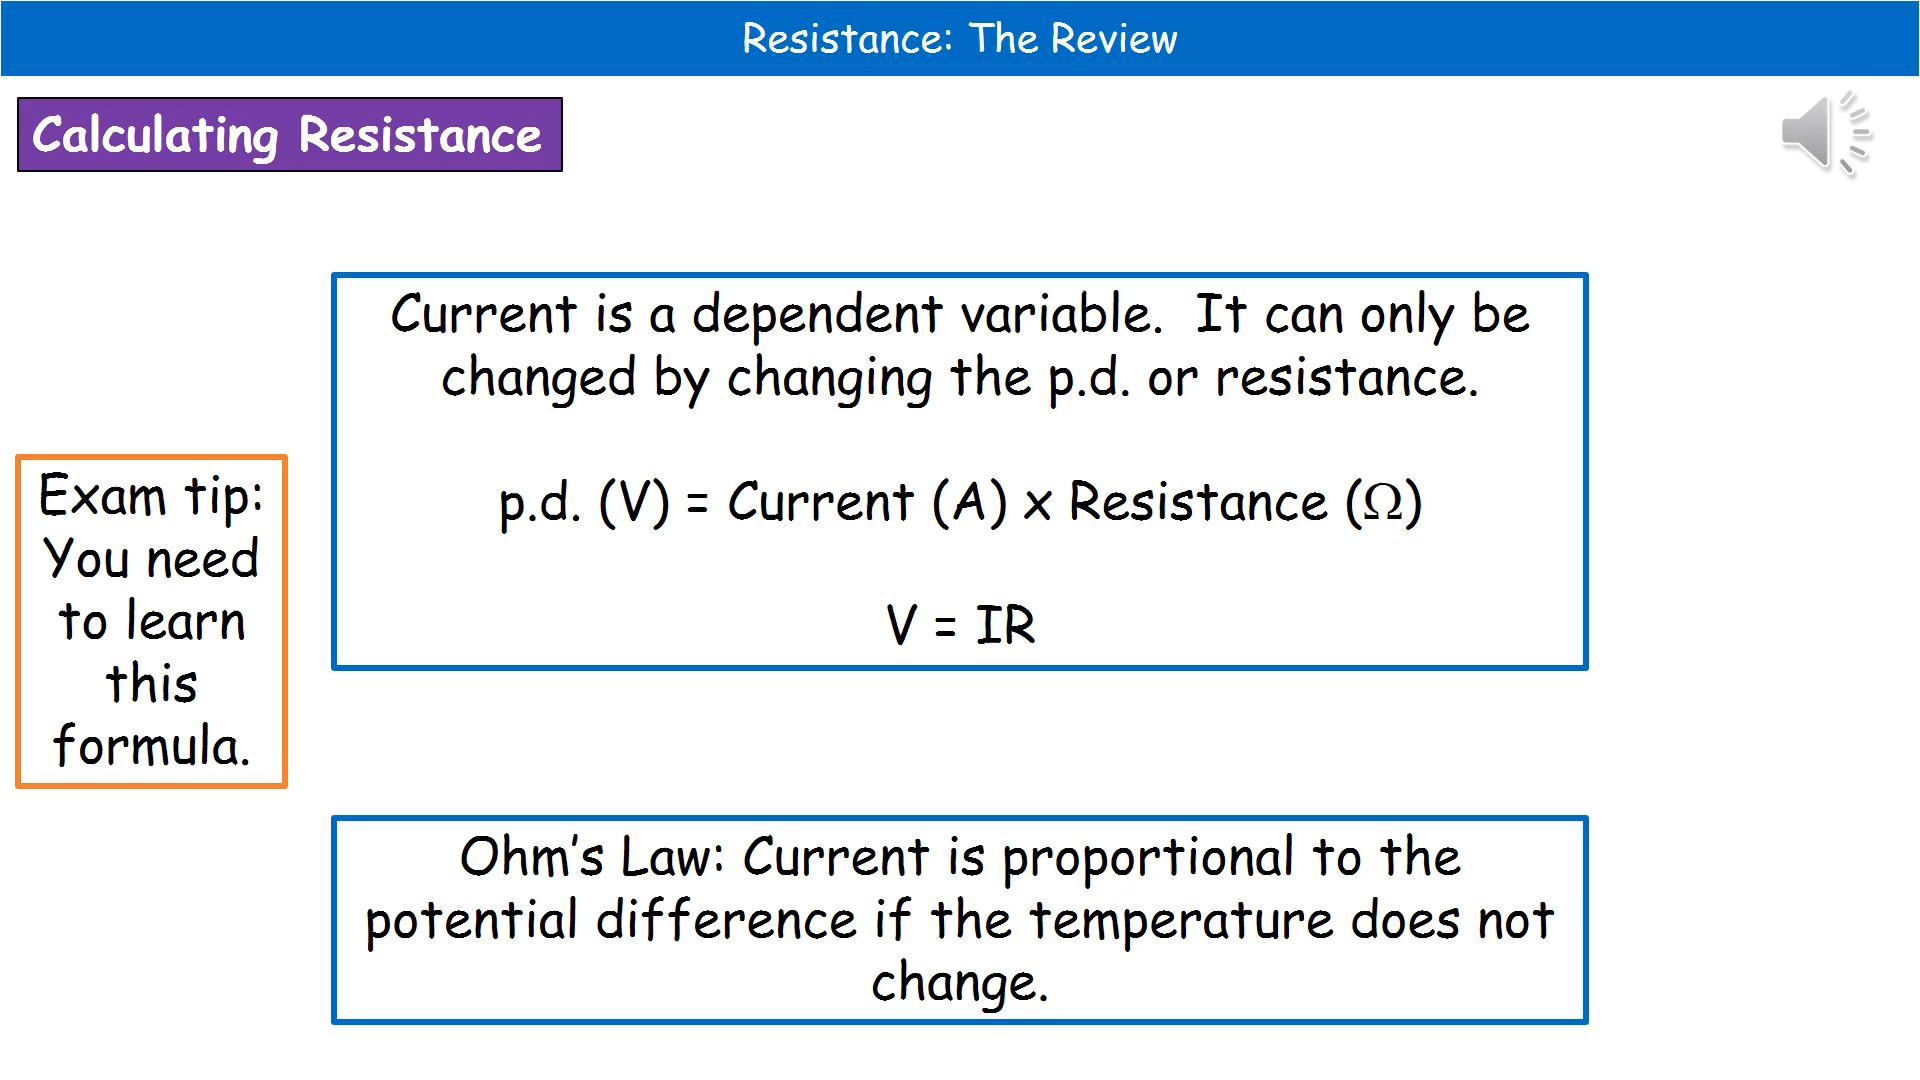 Resistance: The Review
Calculating Resistance
Current is a dependent variable.  It can only be
changed by changing the p.d. or resistance.
p.d. (V) = Current (A) x Resistance (Ω)
V = IR
Exam tip:
You need
to learn
this
formula.
Ohm’s Law: Current is proportional to the
potential difference if the temperature does not
change.